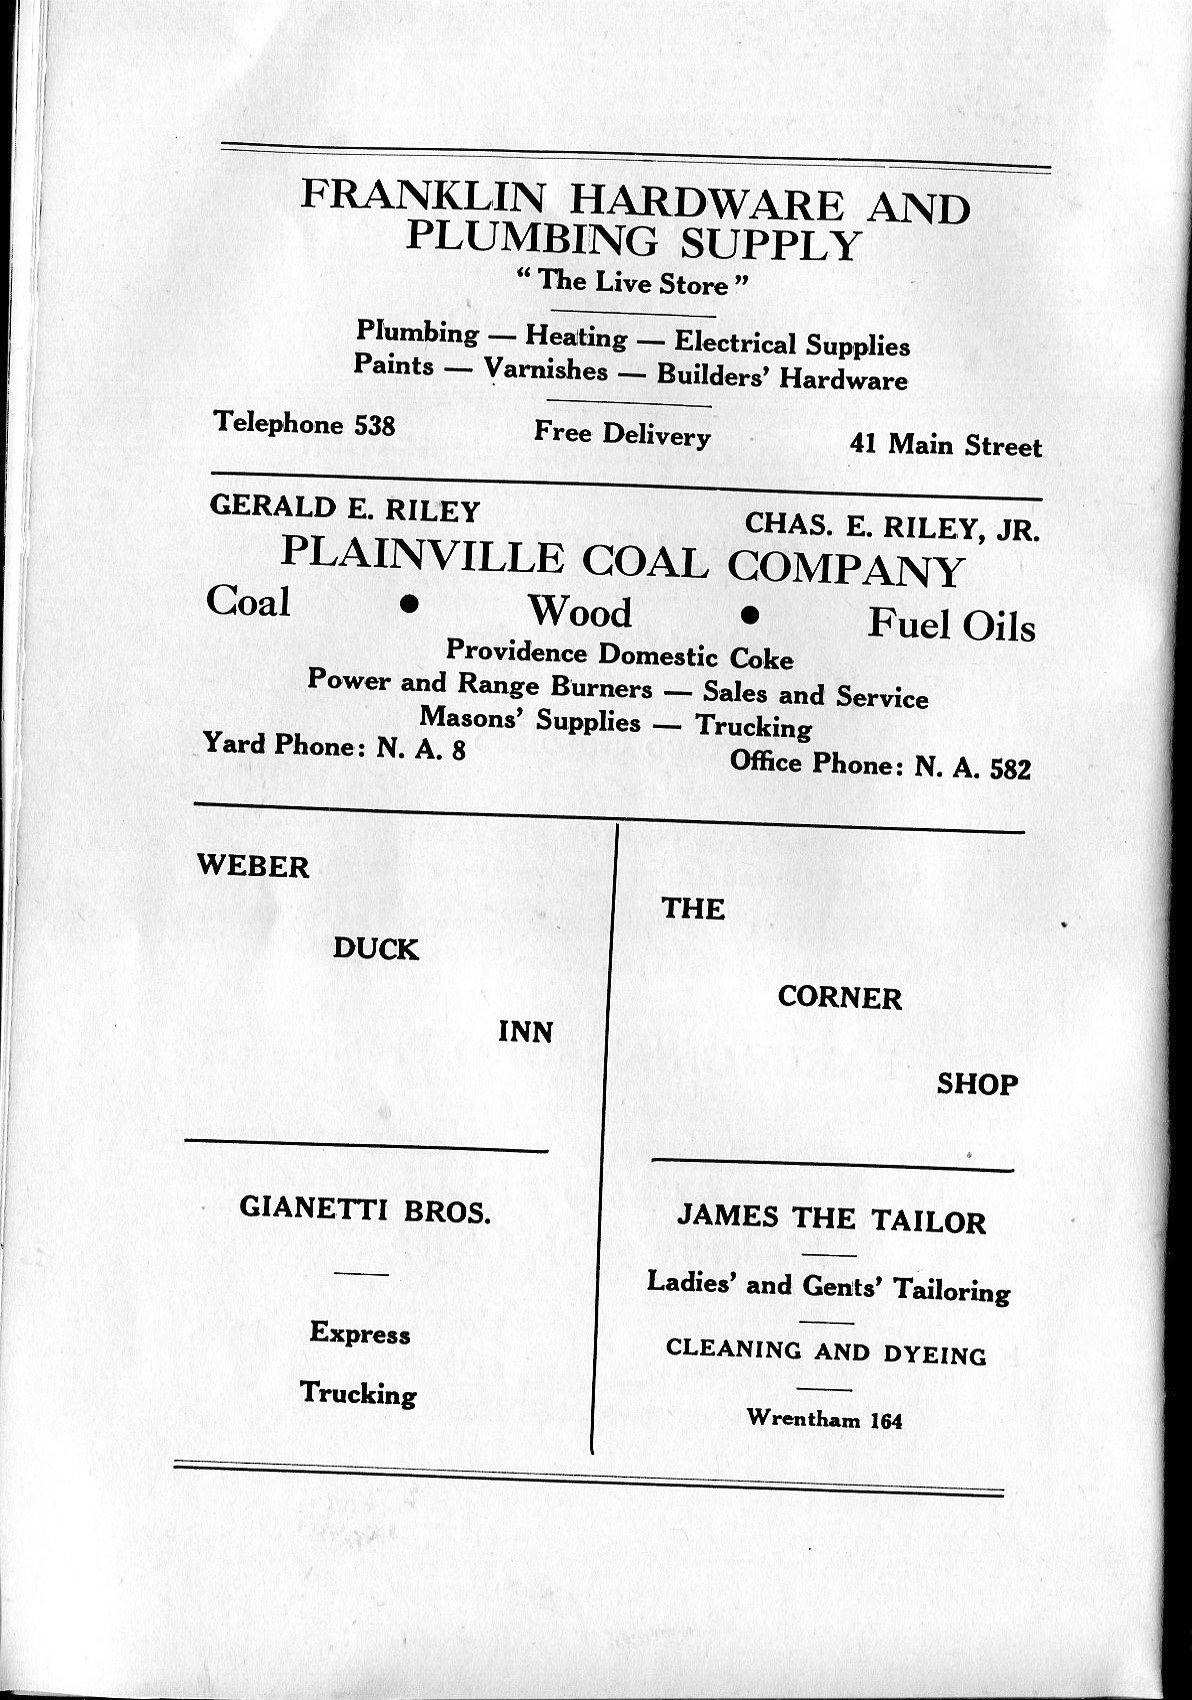 FRANKLIN HARDWARE AND
PLUMBING SUPPLY
“ The Live Store ”
Plumbing — Heating — Electrical Supplies
Paints — Varnishes — Builders’ Hardware
Telephone 538 Free Delivery 41 Main Street
GERALD E. RILEY CHAS. E. RILEY, JR.
PLAINVILLE COAL COMPANY
Coal ● Wood ● Fuel Oils
Providence Domestic Coke
Power and Range Burners — Sales and Service
Masons’ Supplies — Trucking
Yard Phone: N. A. 8 Office Phone: N. A. 582
WEBER
DUCK
INN
THE
CORNER
SHOP
GIANETTI BROS.
Express
Trucking
JAMES THE TAILOR
Ladies’ and Gents’ Tailoring
CLEANING AND DYEING
Wrentham 164